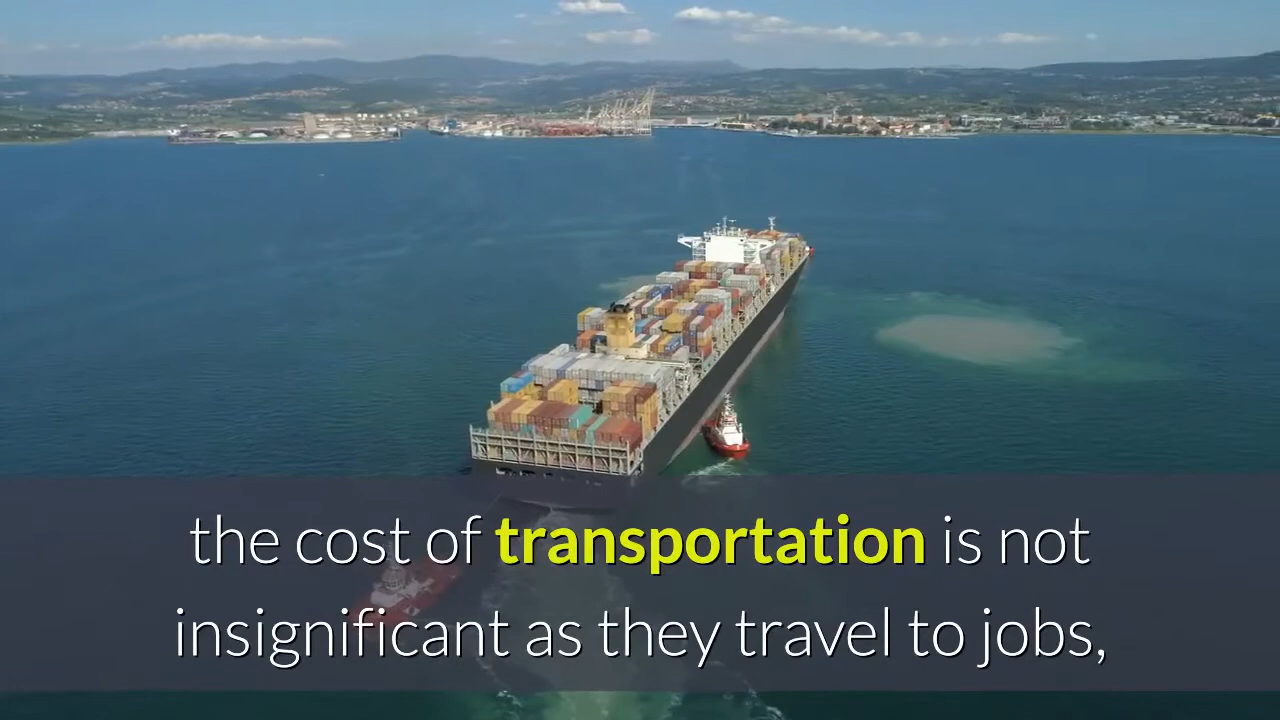 the cost of transportation is not
insignificant as they travel to jobs,